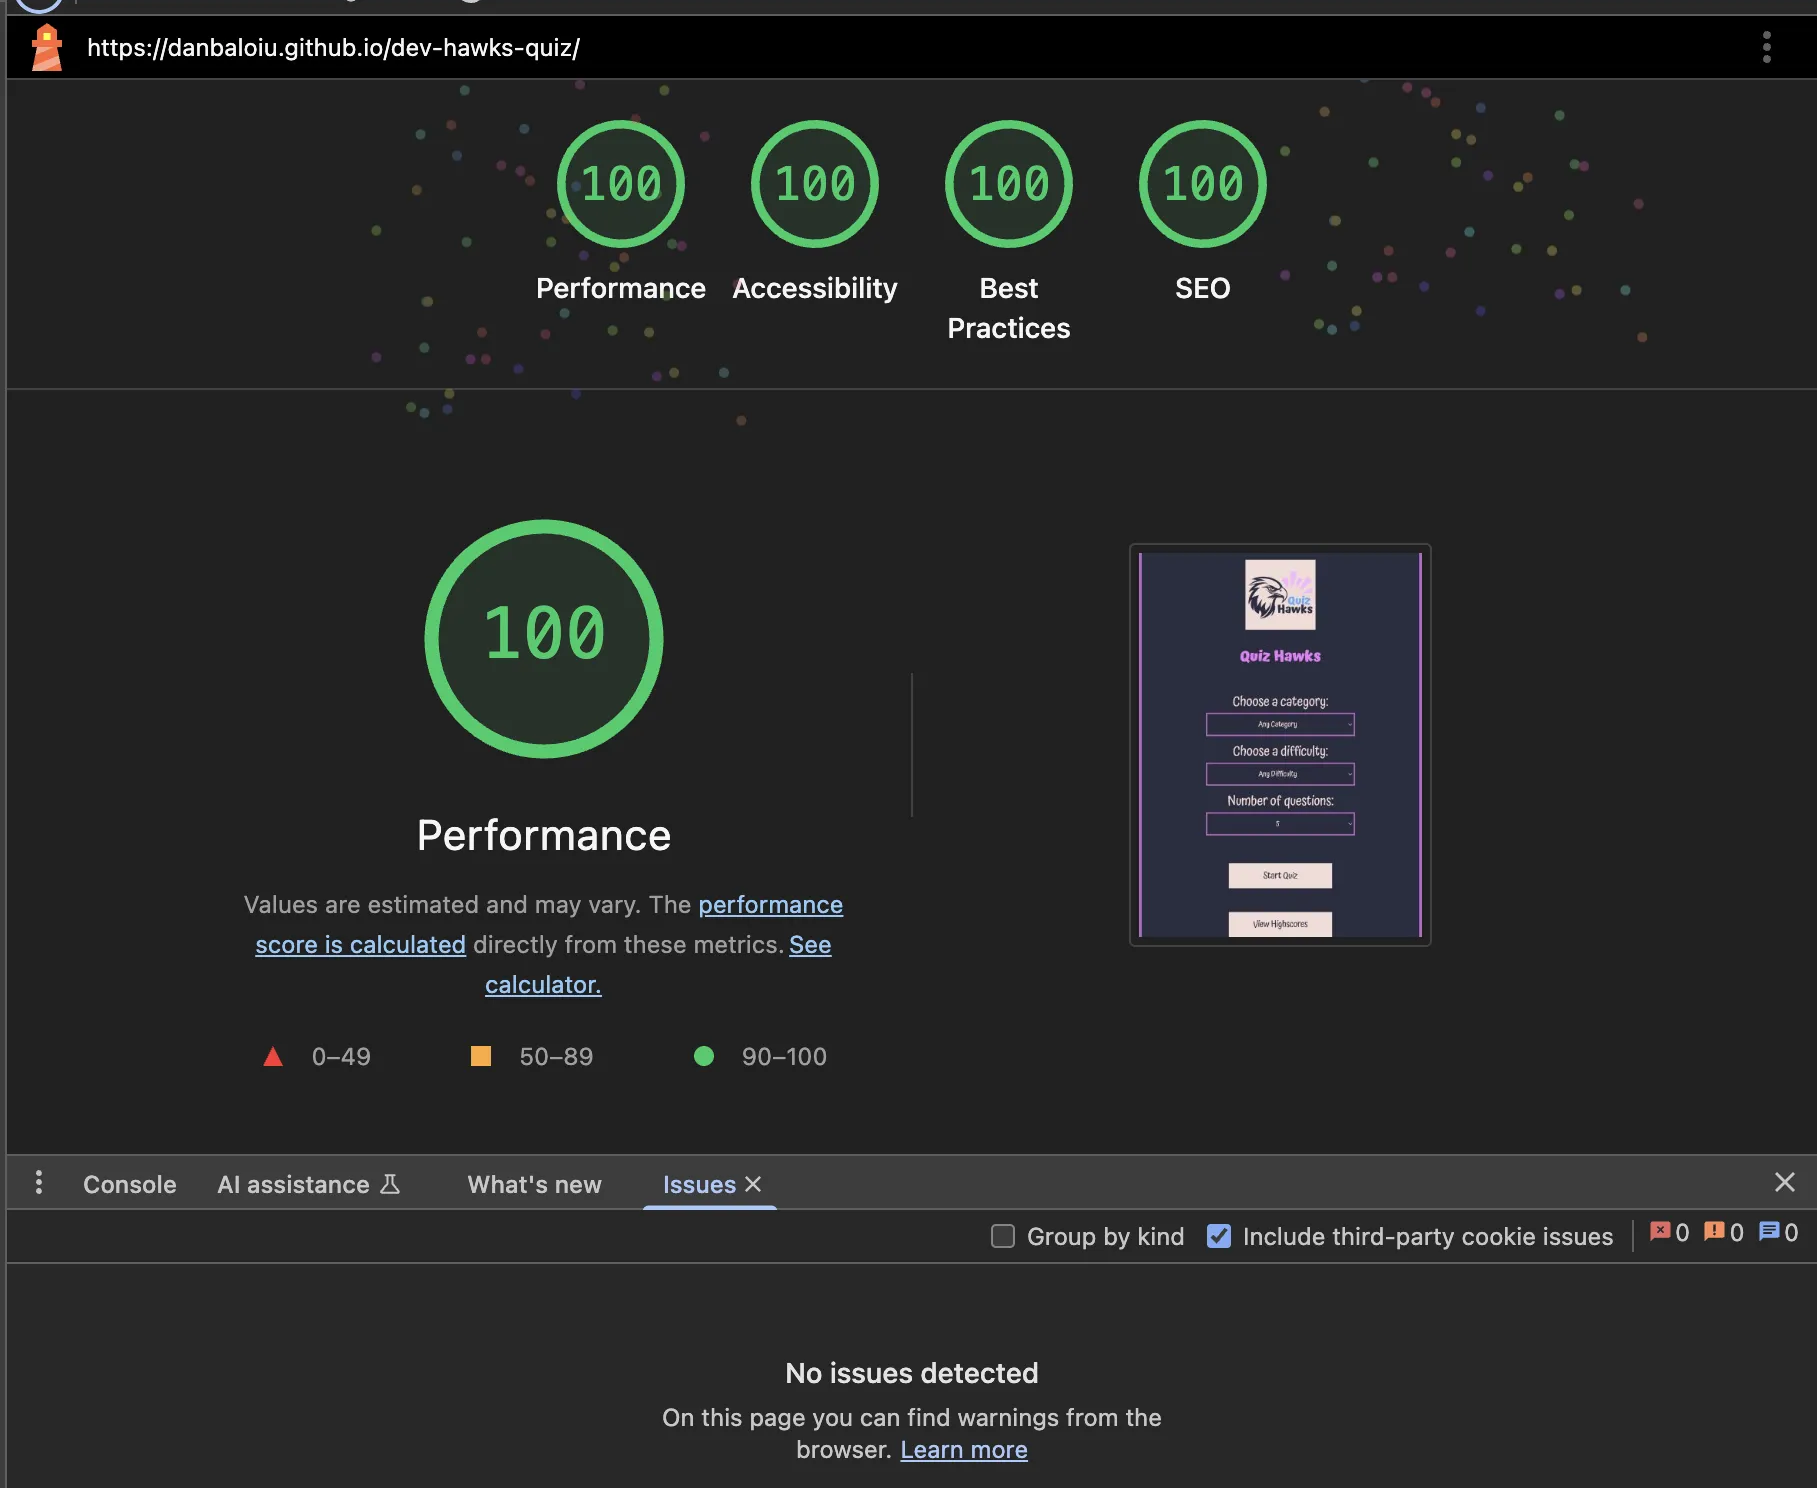 https://danbaloiu.github.io/dev-hawks-quiz/
100
100
100
100
Performance
Accessibility
Best
Practices
SEO
100
Performance
Values are estimated and may vary. The performance
score is calculated directly from these metrics. See
calculator.
0–49
50–89
90–100
Quiz
Hawks
Quiz Hawks
Choose a category:
Any Category
Choose a difficulty:
Any Difficulty
Number of questions:
5
Start Quiz
View Highscores
Console
AI assistance
What's new
Issues
Group by kind
Include third-party cookie issues
0
0
0
No issues detected
On this page you can find warnings from the
browser. Learn more